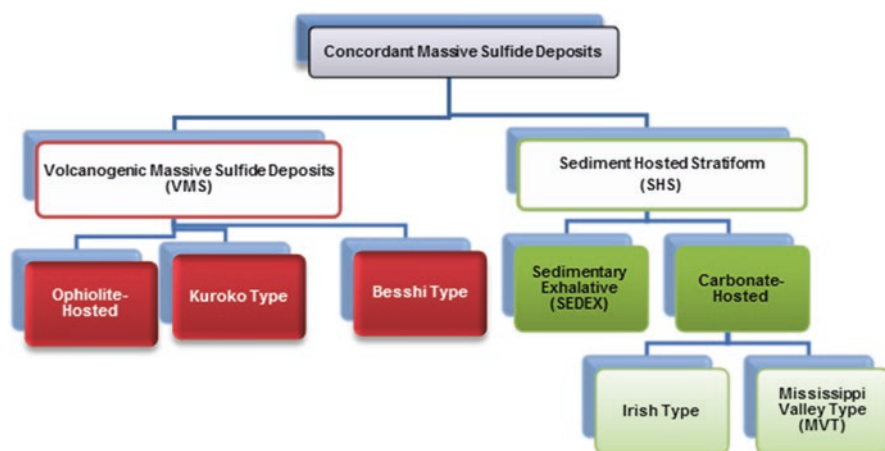 Concordant Massive Sulfide Deposits
Volcanogenic Massive Sulfide Deposits
(VMS)
Sediment Hosted Stratiform
(SHS)
Ophiolite-
Hosted
Kuroko Type
Besshi Type
Sedimentary
Exhalative
(SEDEX)
Carbonate-
Hosted
Irish Type
Mississippi
Valley Type
(MVT)